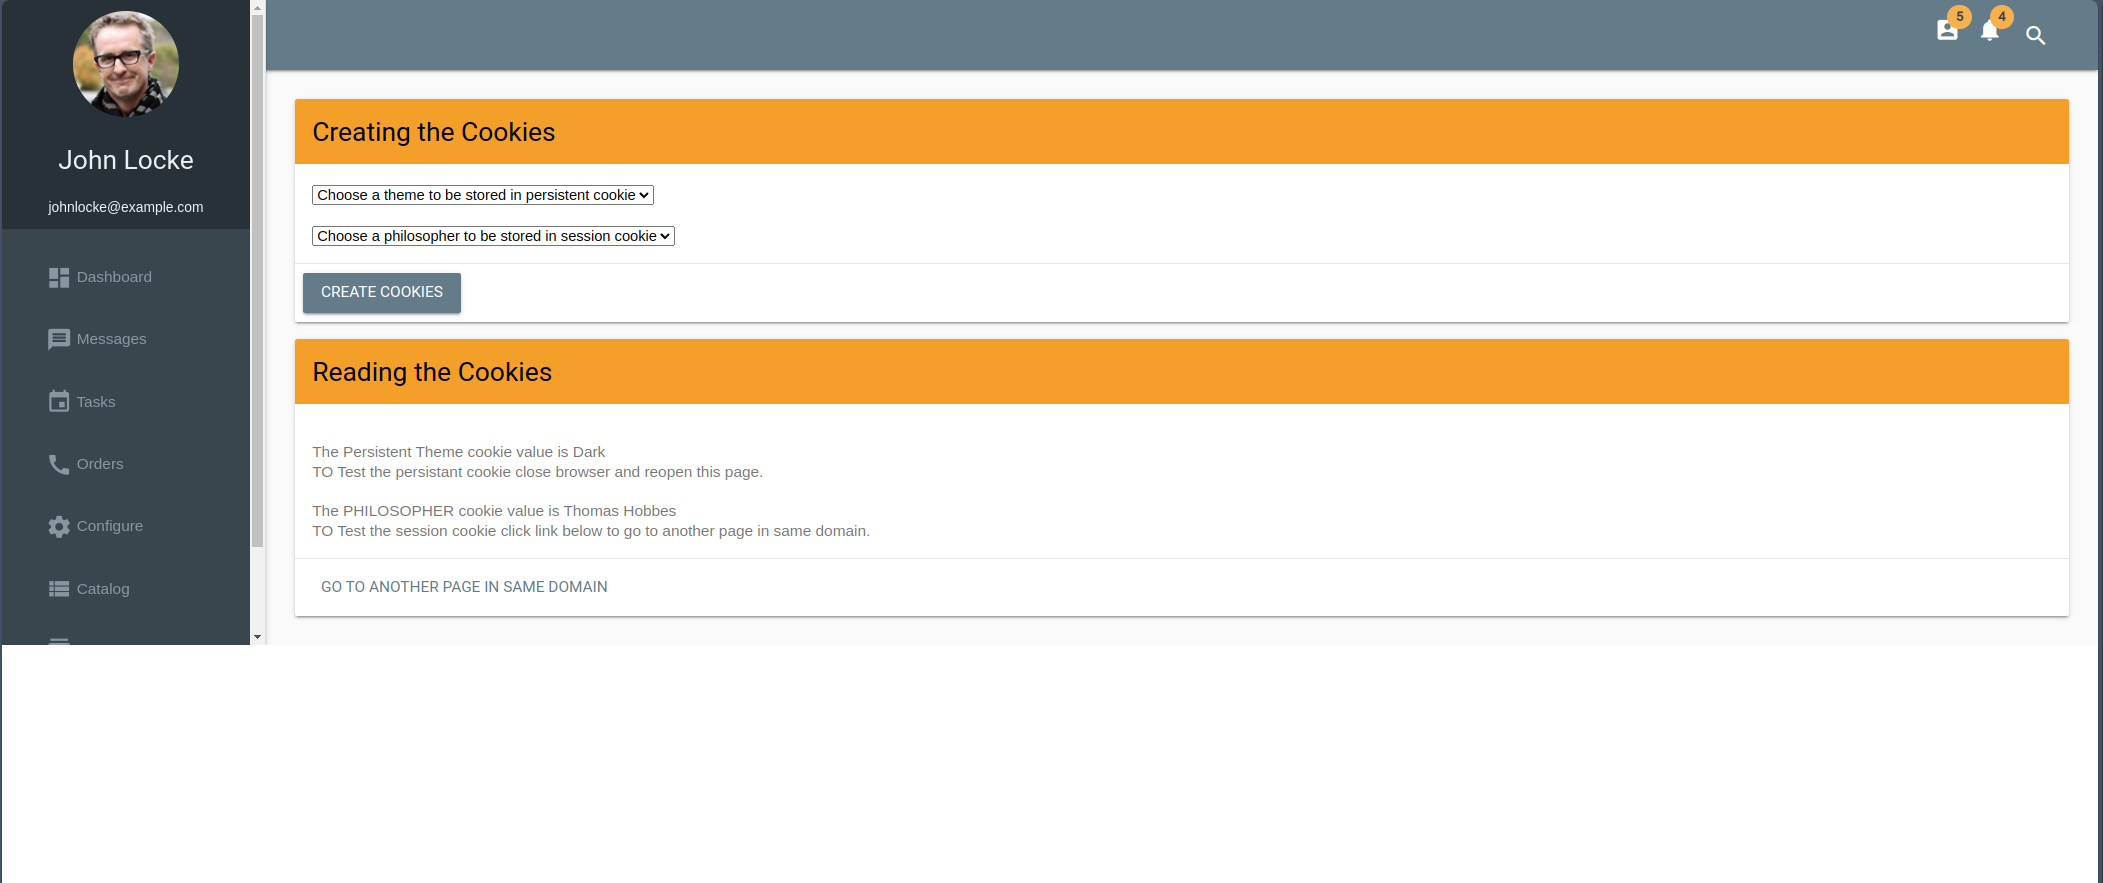 John Locke
johnlocke@example.com
Dashboard
Messages
Tasks
Orders
Configure
Catalog
5
4
Creating the Cookies
Choose a theme to be stored in persistent cookie
Choose a philosopher to be stored in session cookie
CREATE COOKIES
Reading the Cookies
The Persistent Theme cookie value is Dark
TO Test the persistant cookie close browser and reopen this page.
The PHILOSOPHER cookie value is Thomas Hobbes
TO Test the session cookie click link below to go to another page in same domain.
GO TO ANOTHER PAGE IN SAME DOMAIN